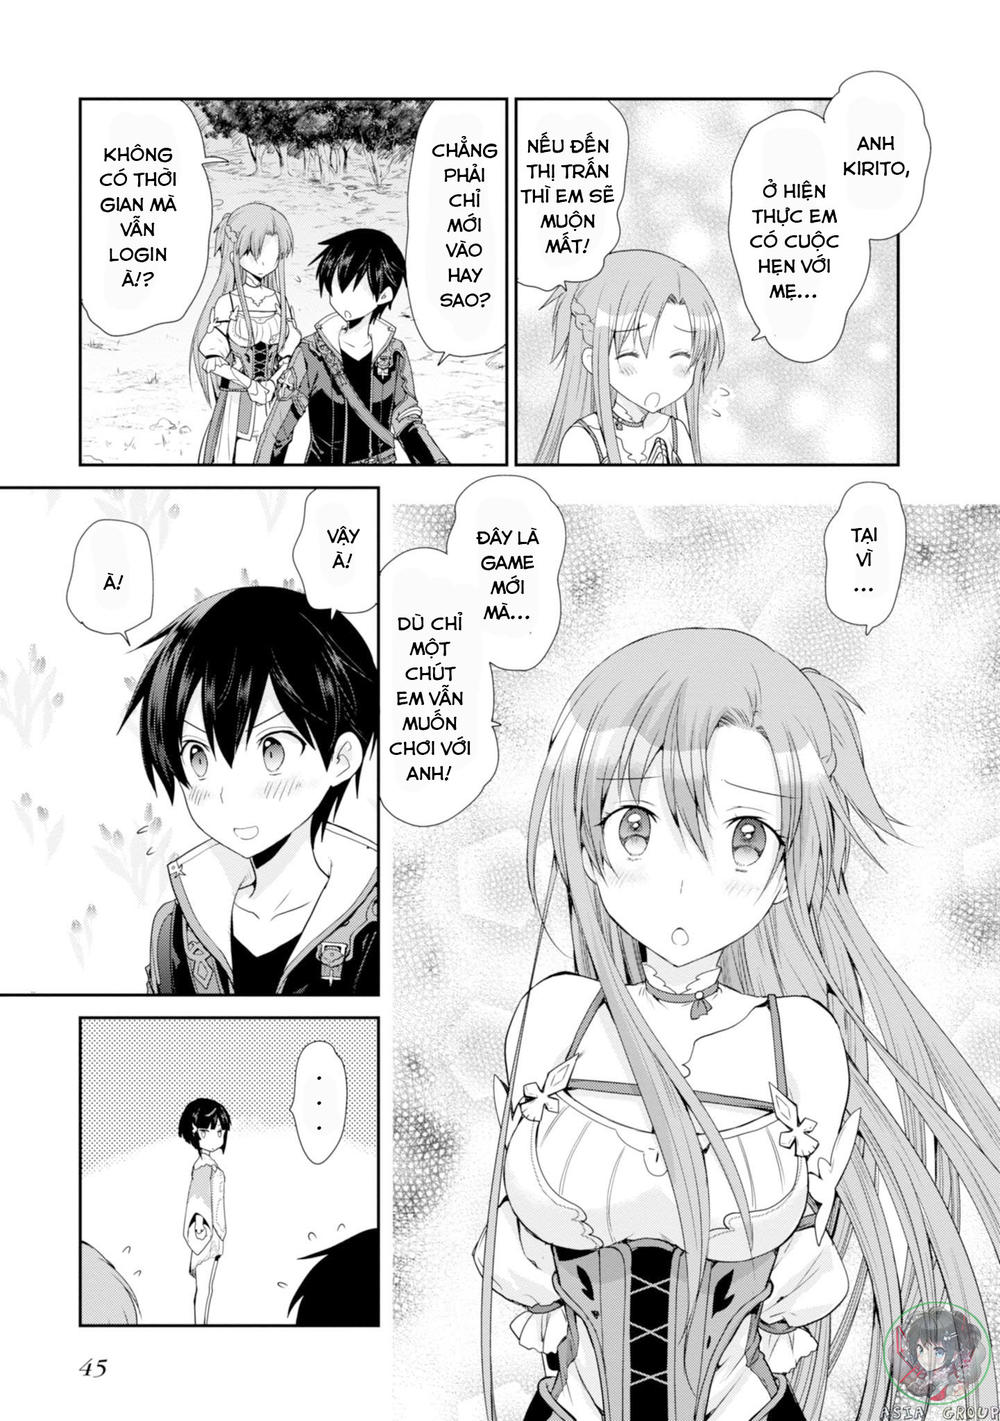 ANH
KIRITO,
Ở HIỆN
THỰC EM
CÓ CUỘC
HẸN VỚI
MẸ...
NẾU ĐẾN
THỊ TRẤN
THÌ EM SẼ
MUỘN
MẤT!
CHẲNG
PHẢI
CHỈ
MỚI
VÀO
HAY
SAO?
KHÔNG
CÓ THỜI
GIAN MÀ
VẪN
LOGIN
À!?
TẠI
VÌ
...
ĐÂY LÀ
GAME
MỚI
MÀ...
DÙ CHỈ
MỘT
CHÚT
EM VẪN
MUỐN
CHƠI VỚI
ANH!
VẬY
À!
À!
...
45
ASIA GROUP